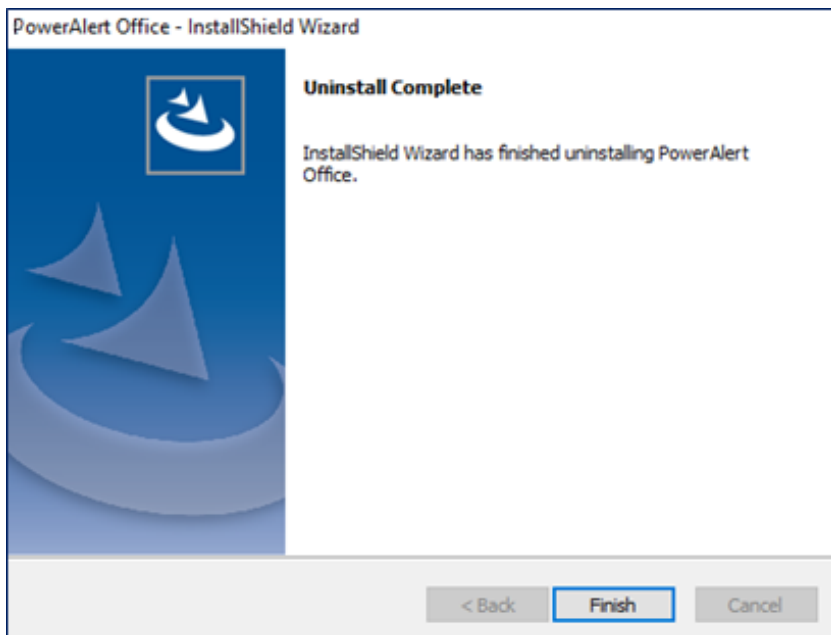 PowerAlert Office - InstallShield Wizard
Uninstall Complete
InstallShield Wizard has finished uninstalling PowerAlert
Office.
< Back
Finish
Cancel